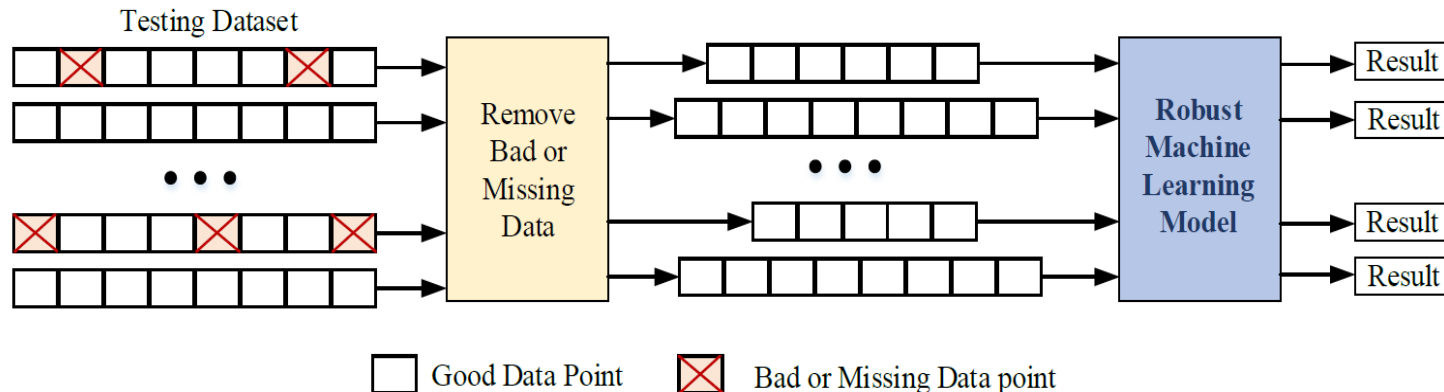 Testing Dataset
Remove
Bad or
Missing
Data
Robust
Machine
Learning
Model
Result
Result
Result
Result
Good Data Point
Bad or Missing Data point